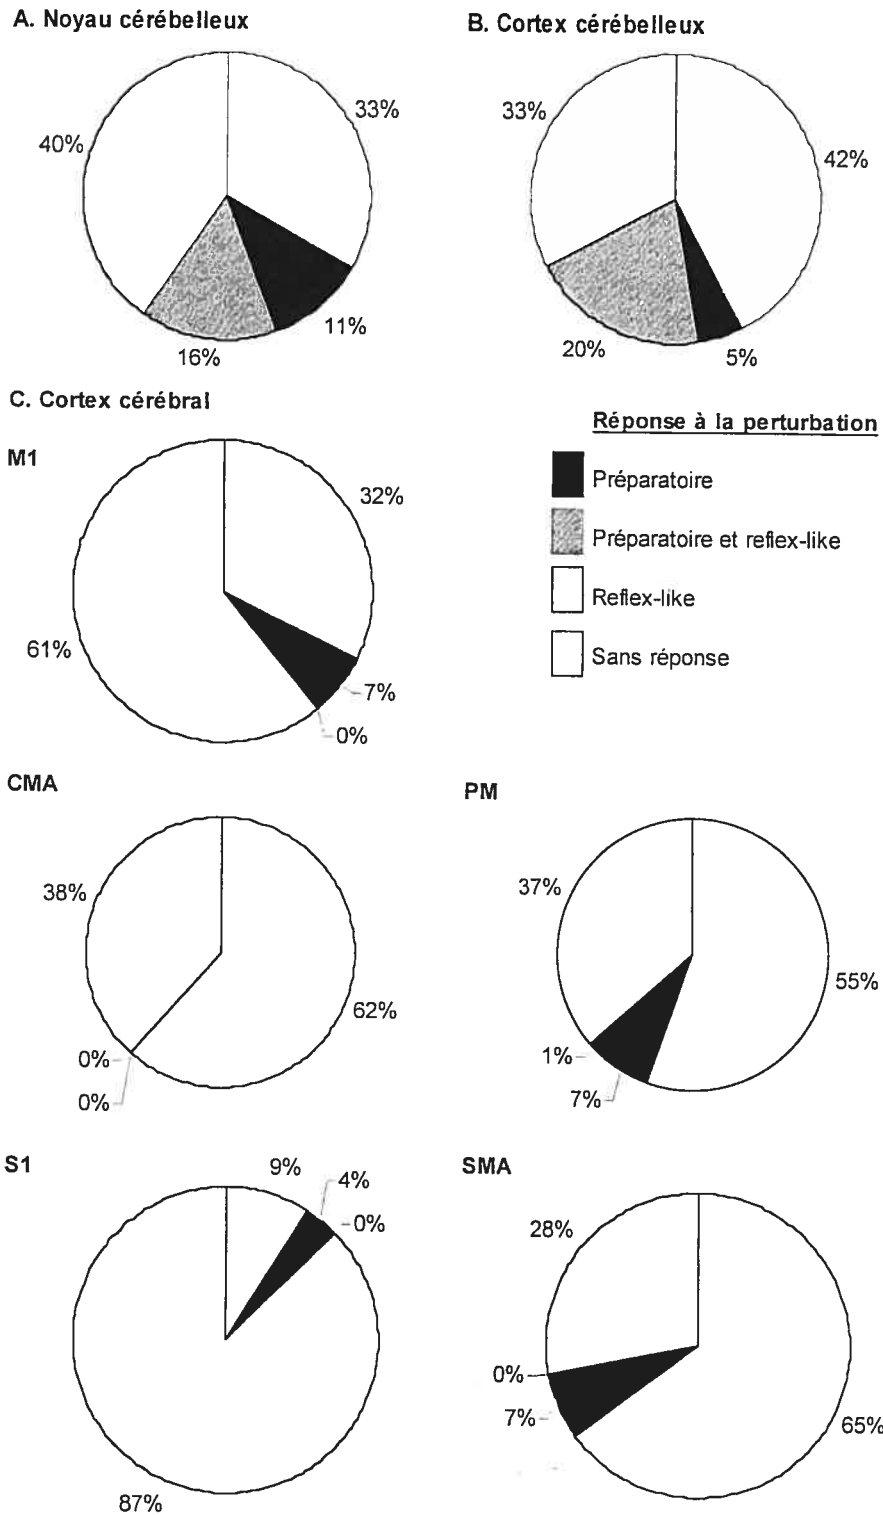 A. Noyau cérébelleux
33%
40%
11%
16%
B. Cortex cérébelleux
33%
42%
20%
5%
C. Cortex cérébral
M1
32%
61%
7%
0%
Réponse à la perturbation
Préparatoire
Préparatoire et reflex-like
Reflex-like
Sans réponse
CMA
38%
62%
0%
0%
PM
37%
55%
1%
7%
S1
9%
4%
0%
87%
SMA
28%
0%
7%
65%